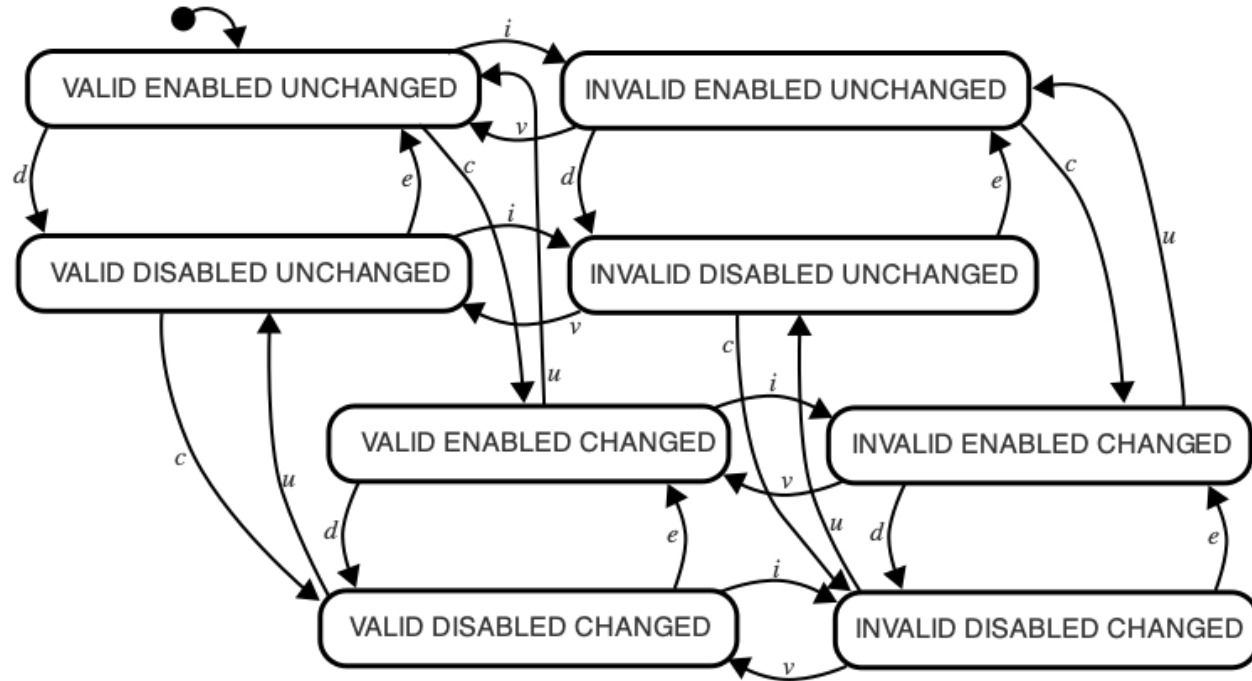 i
VALID ENABLED UNCHANGED
INVALID ENABLED UNCHANGED
v
c
c
d
e
d
e
i
u
VALID DISABLED UNCHANGED
INVALID DISABLED UNCHANGED
v
c
u
i
VALID ENABLED CHANGED
INVALID ENABLED CHANGED
c
u
v
d
e
u
d
e
i
VALID DISABLED CHANGED
INVALID DISABLED CHANGED
v